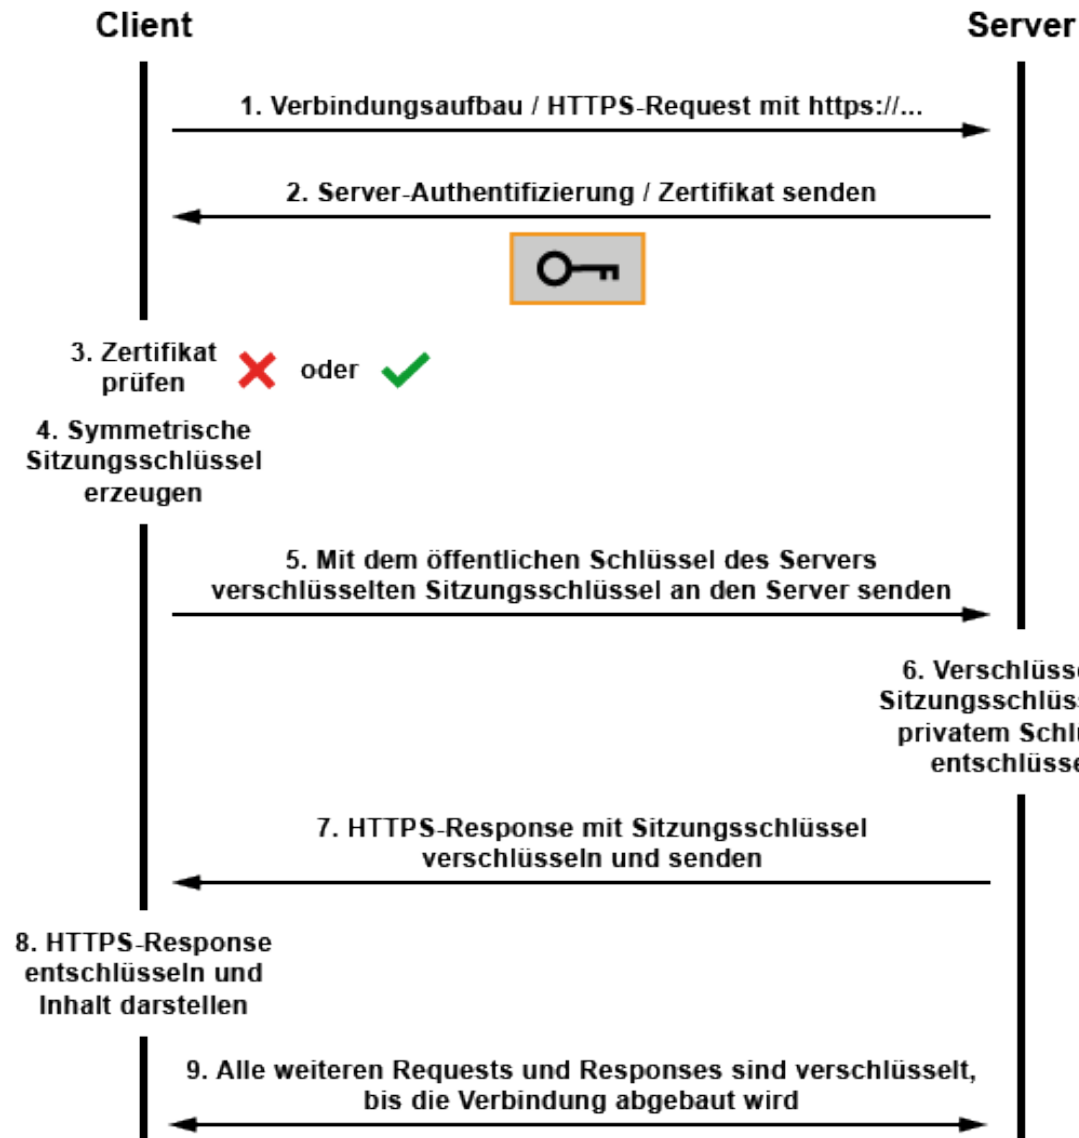 Client
Server
1. Verbindungsaufbau / HTTPS-Request mit https://...
2. Server-Authentifizierung / Zertifikat senden
3. Zertifikat
prüfen
oder
4. Symmetrische
Sitzungsschlüssel
erzeugen
5. Mit dem öffentlichen Schlüssel des Servers
verschlüsselten Sitzungsschlüssel an den Server senden
6.
privatem
7. HTTPS-Response mit Sitzungsschlüssel
verschlüseln und senden
8. HTTPS-Response
entschlüsseln und
Inhalt darstellen
9. Alle weiteren Requests und Responses sind verschlüsselt,
bis die Verbindung abgebaut wird